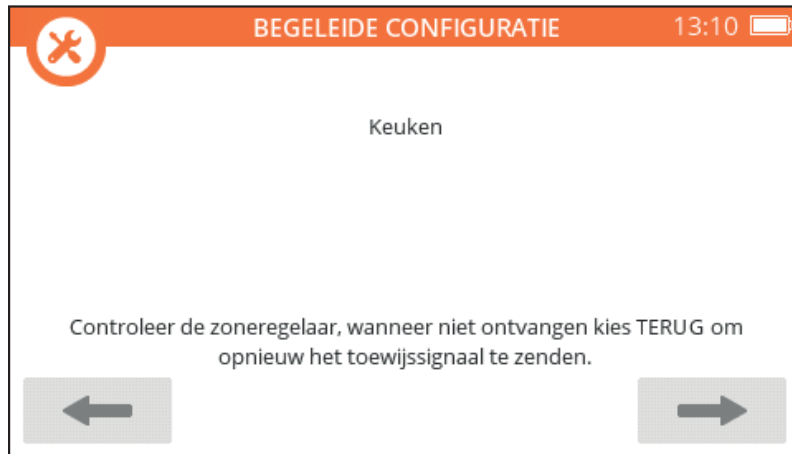 BEGELEIDE CONFIGURATIE 13:10
Keuken
Controleer de zoneregelaar, wanneer niet ontvangen kies TERUG om
opnieuw het toewijssignaal te zenden.